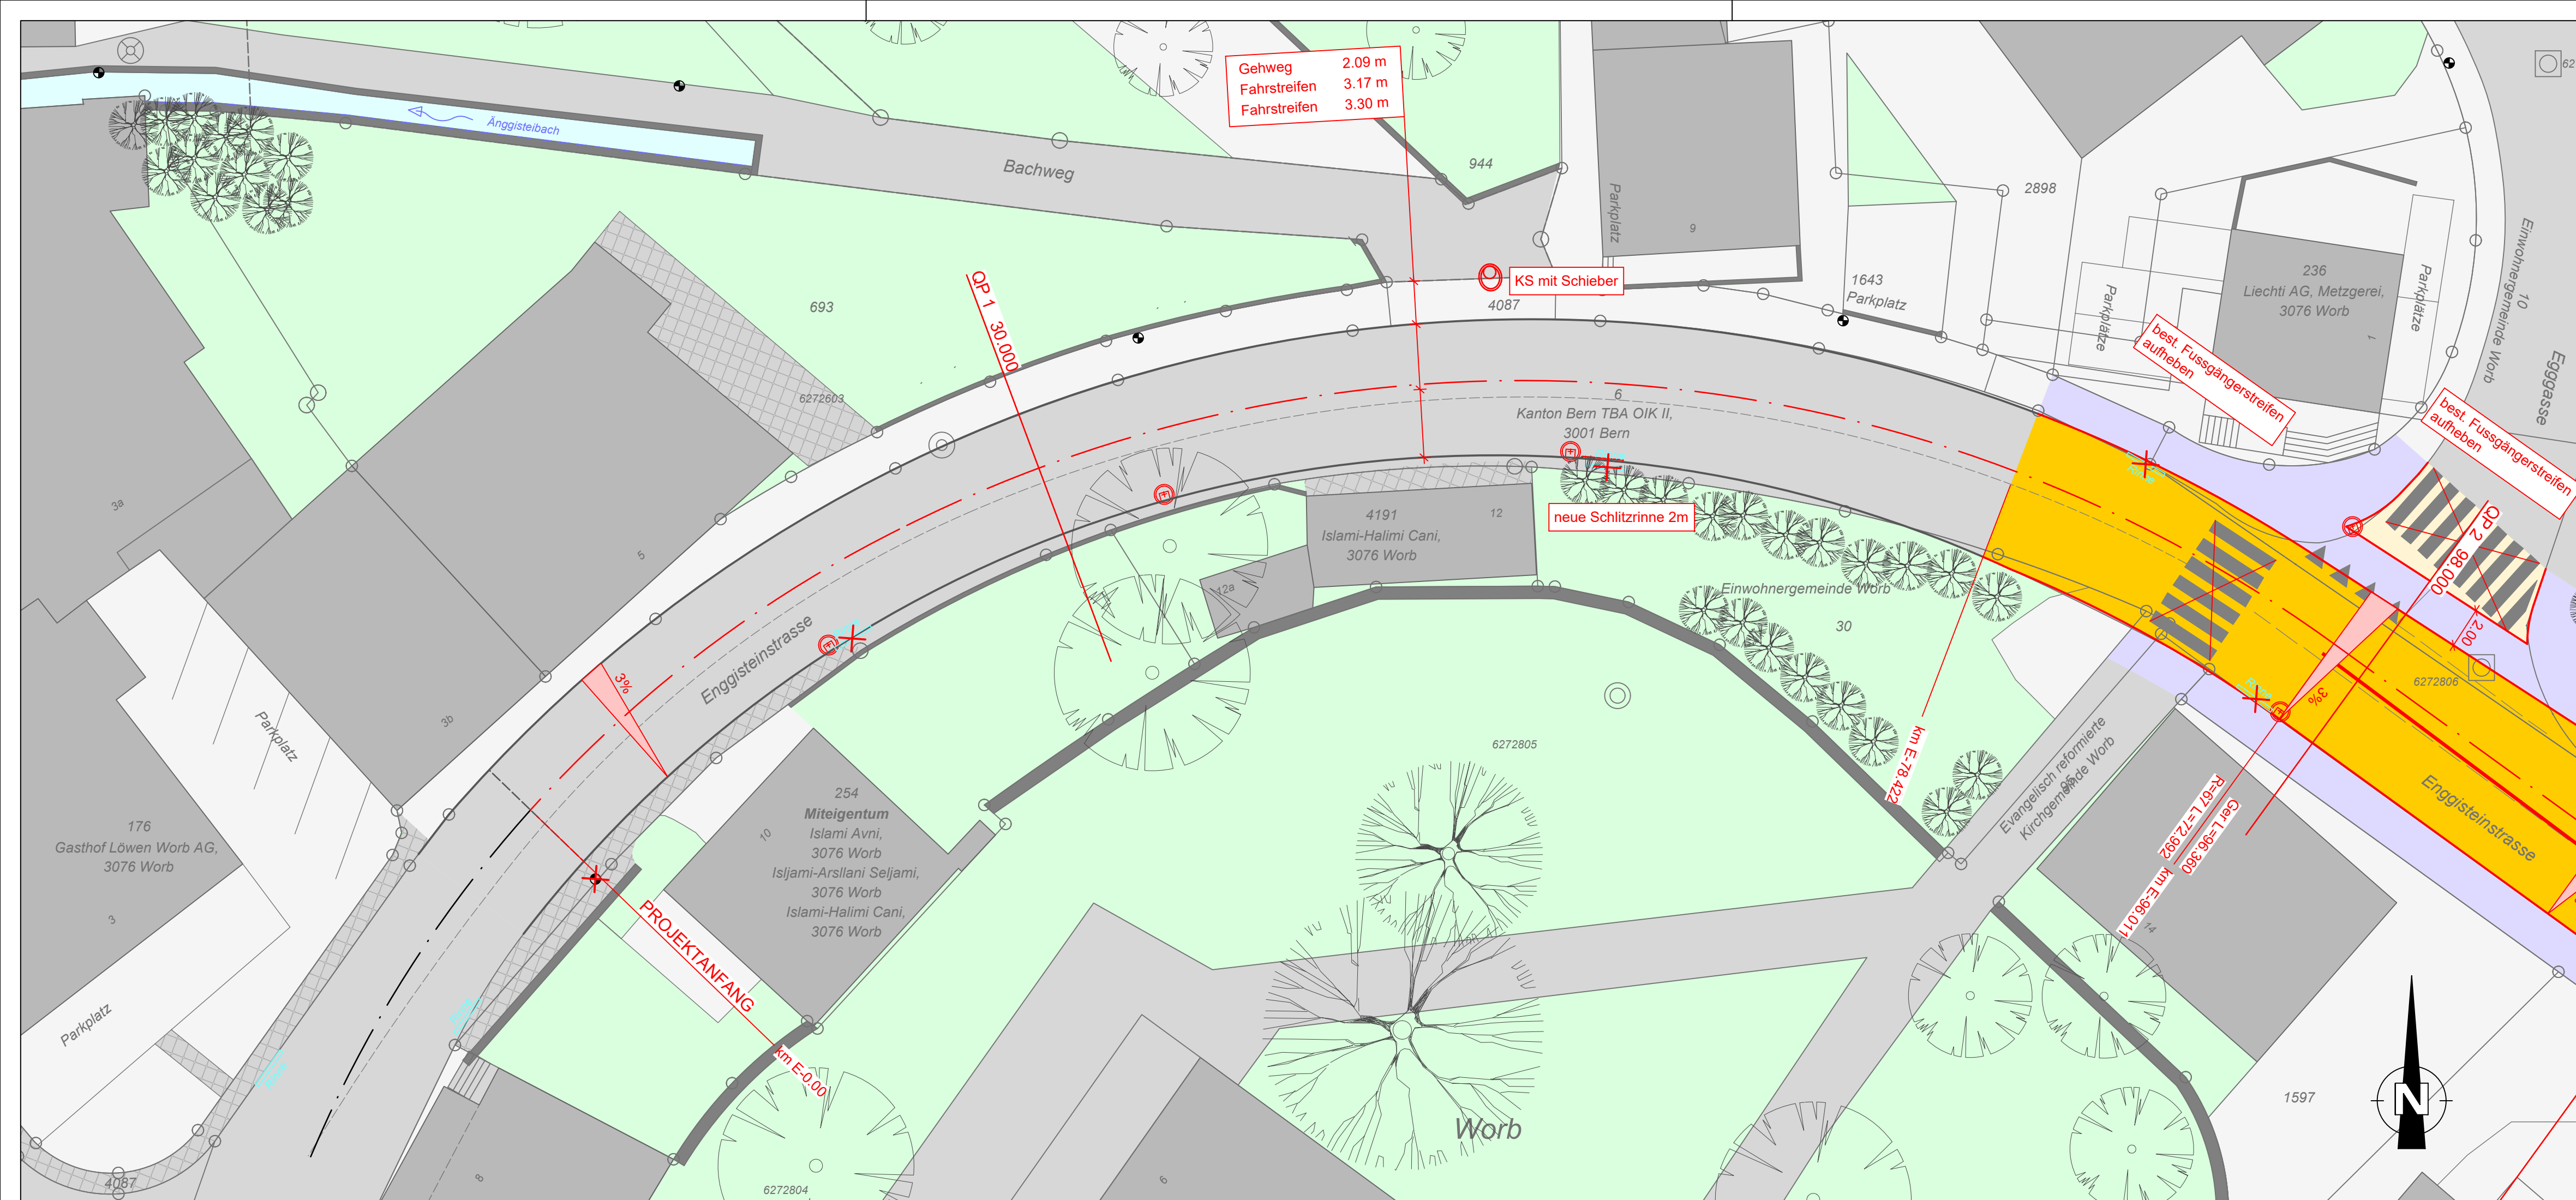 Gehweg 2.09 m
Fahrstreifen 3.17 m
Fahrstreifen 3.30 m
Änggisteibach
Bachweg
944
Parkplatz
9
2898
KS mit Schieber
4087
1643
Parkplatz
Parkplätze
236
Liechti AG, Metzgerei,
3076 Worb
1
Parkplätze
10
Einwohnergemeinde Worb
Egggasse
62
693
6272603
QP 1 30.000
6
Kanton Bern TBA OIK II,
3001 Bern
best. Fussgängerstreifen
aufheben
best. Fussgängerstreifen
aufheben
QP 2 98.000
2.00
3a
5
3b
3%
Enggisteinstrasse
4191
12
Islami-Halimi Cani,
3076 Worb
12a
neue Schlitzrinne 2m
Einwohnergemeinde Worb
30
6272805
6272806
3%
Enggisteinstrasse
km E-78.422
Evangelisch reformierte
Kirchgemeinde Worb
R=67 L=72.992
Ger L=96.360
km E-96.011
14
Parkplatz
176
Gasthof Löwen Worb AG,
3076 Worb
3
Parkplatz
254
Miteigentum
Islami Avni,
3076 Worb
Isljami-Arsllani Seljami,
3076 Worb
Islami-Halimi Cani,
3076 Worb
10
PROJEKTANFANG
km E-0.00
4087
8
6272804
6
Worb
1597
N